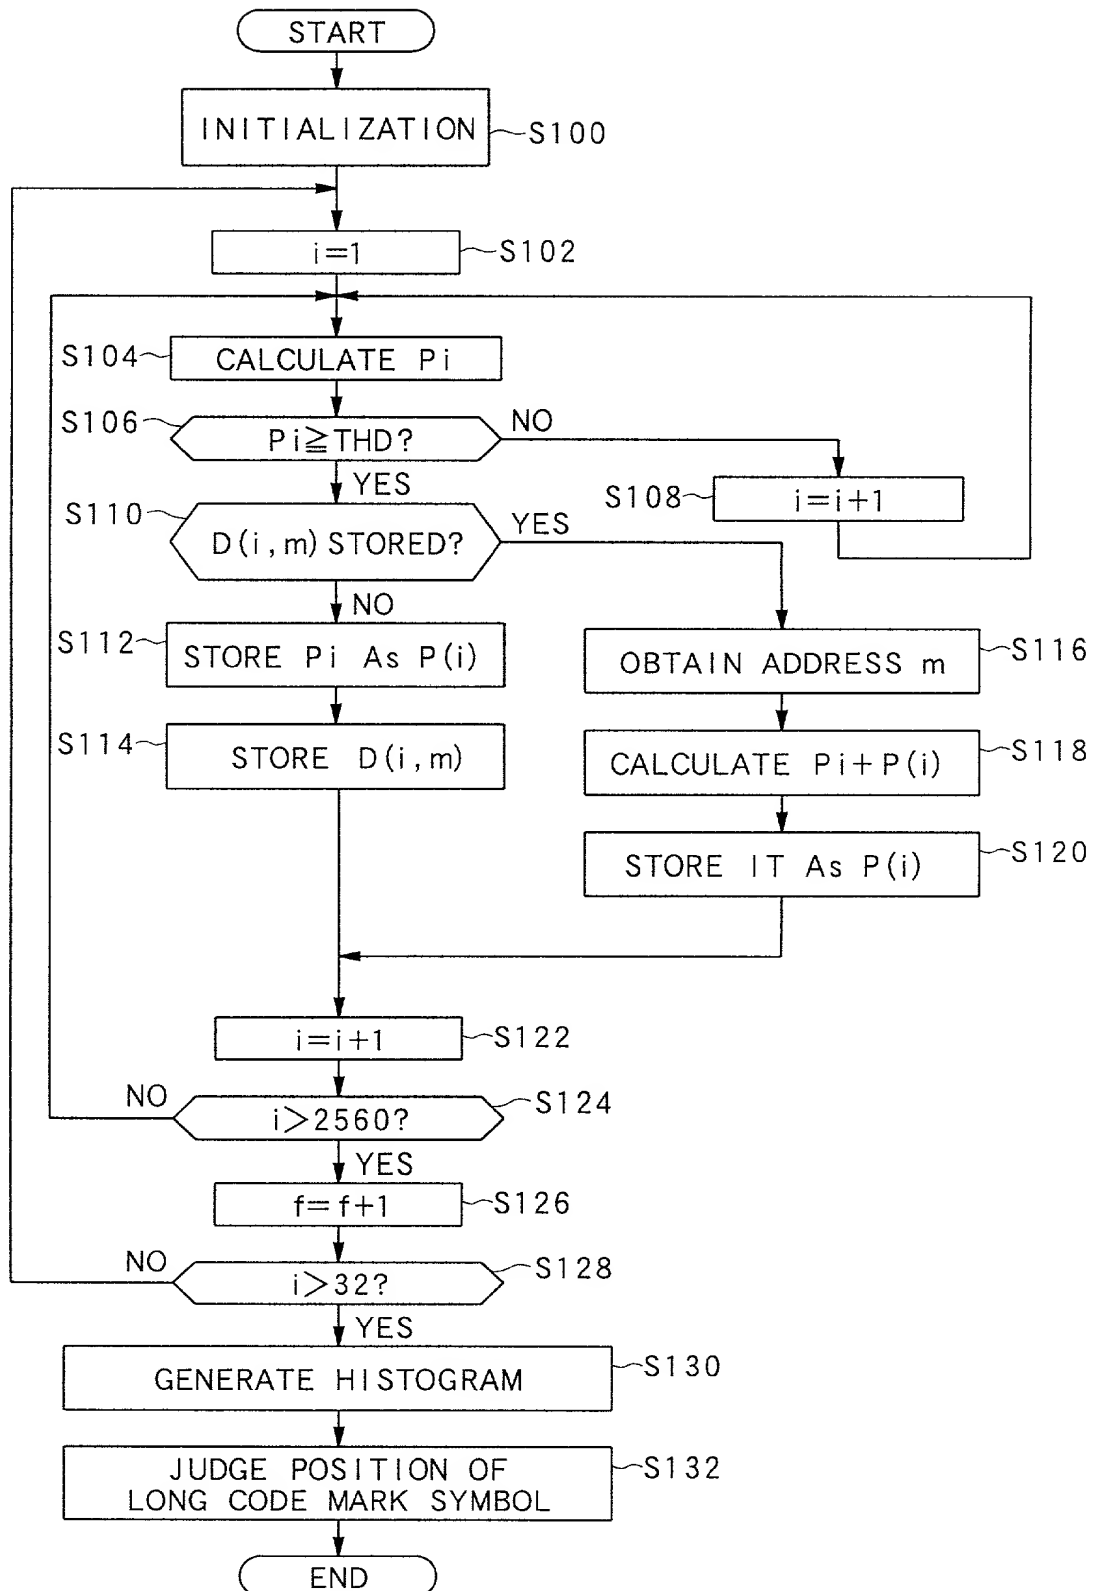 START
INITIALIZATION
S100
i=1
S102
S104
CALCULATE Pi
S106
Pi≧THD?
NO
YES
S108
i=i+1
S110
D(i,m) STORED?
YES
NO
S112
STORE Pi As P(i)
S116
OBTAIN ADDRESS m
S114
STORE D(i,m)
S118
CALCULATE Pi+P(i)
S120
STORE IT As P(i)
i=i+1
S122
NO
i>2560?
S124
YES
f=f+1
S126
NO
i>32?
S128
YES
GENERATE HISTOGRAM
S130
JUDGE POSITION OF
LONG CODE MARK SYMBOL
S132
END